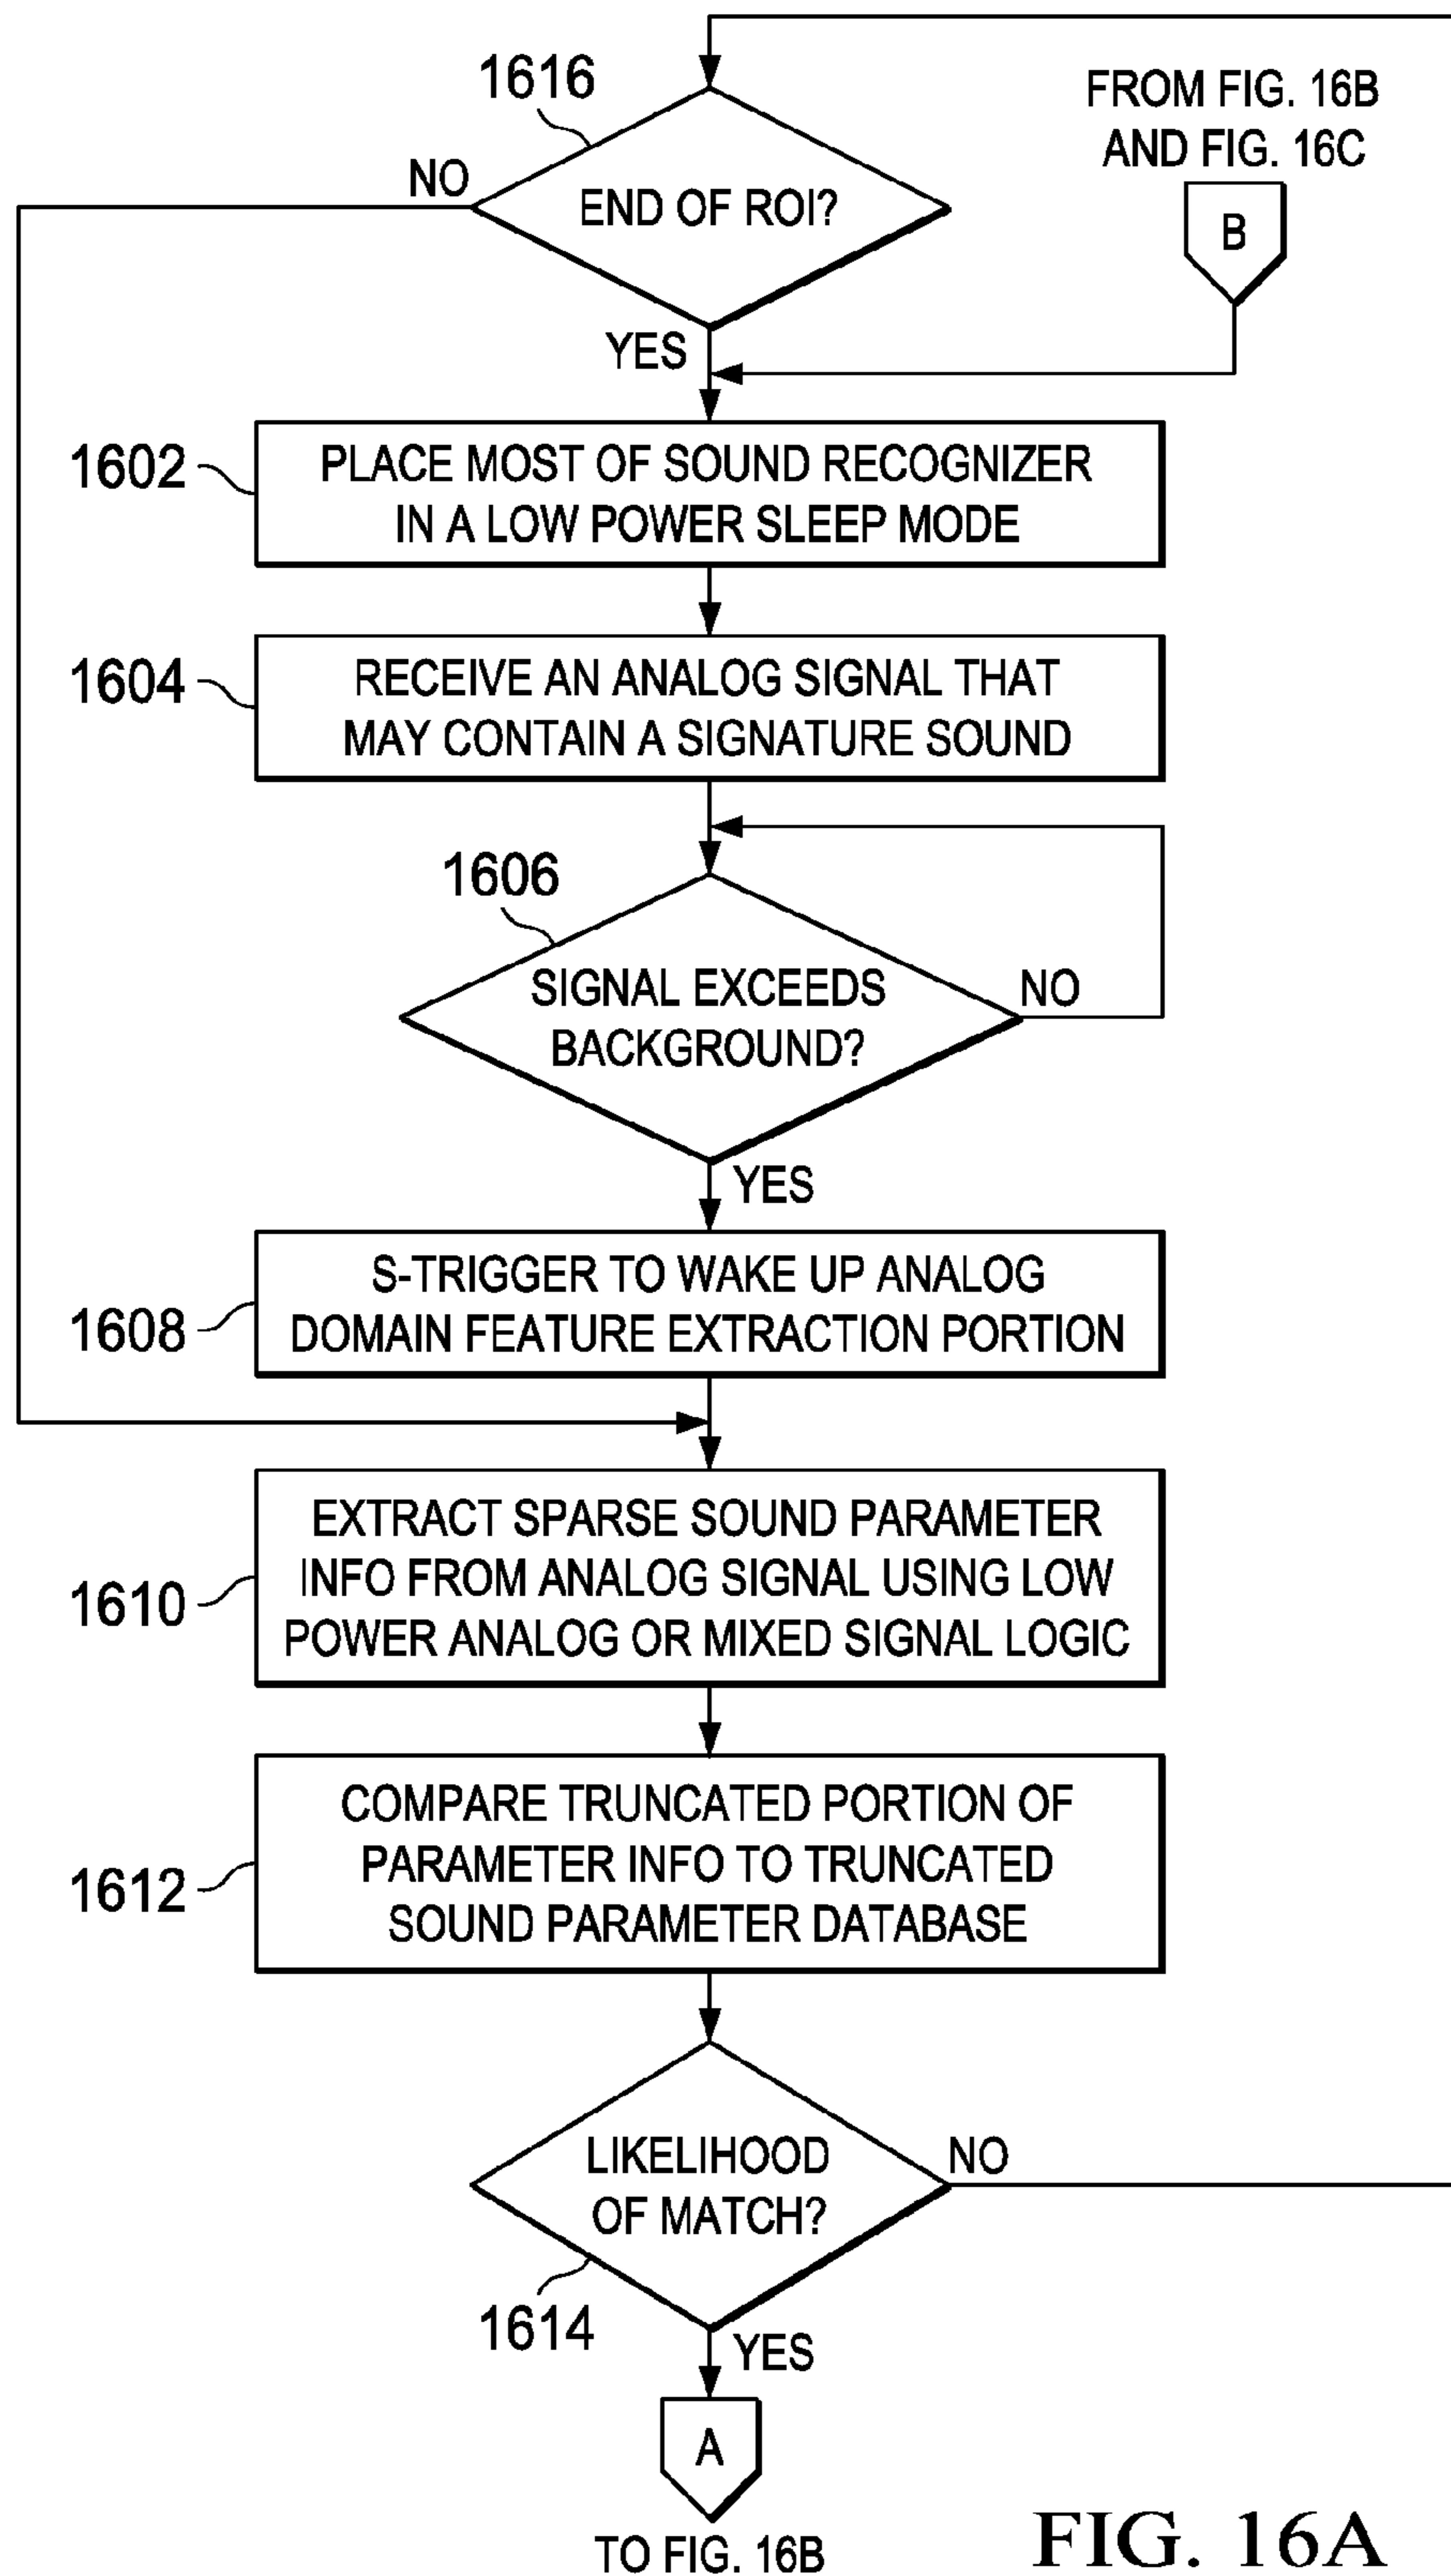 1616
FROM FIG. 16B
AND FIG. 16C
NO
END OF ROI?
B
YES
1602
PLACE MOST OF SOUND RECOGNIZER
IN A LOW POWER SLEEP MODE
1604
RECEIVE AN ANALOG SIGNAL THAT
MAY CONTAIN A SIGNATURE SOUND
1606
SIGNAL EXCEEDS
BACKGROUND?
NO
YES
1608
S-TRIGGER TO WAKE UP ANALOG
DOMAIN FEATURE EXTRACTION PORTION
1610
EXTRACT SPARSE SOUND PARAMETER
INFO FROM ANALOG SIGNAL USING LOW
POWER ANALOG OR MIXED SIGNAL LOGIC
1612
COMPARE TRUNCATED PORTION OF
PARAMETER INFO TO TRUNCATED
SOUND PARAMETER DATABASE
LIKELIHOOD
OF MATCH?
NO
1614
YES
A
TO FIG. 16B
FIG. 16A